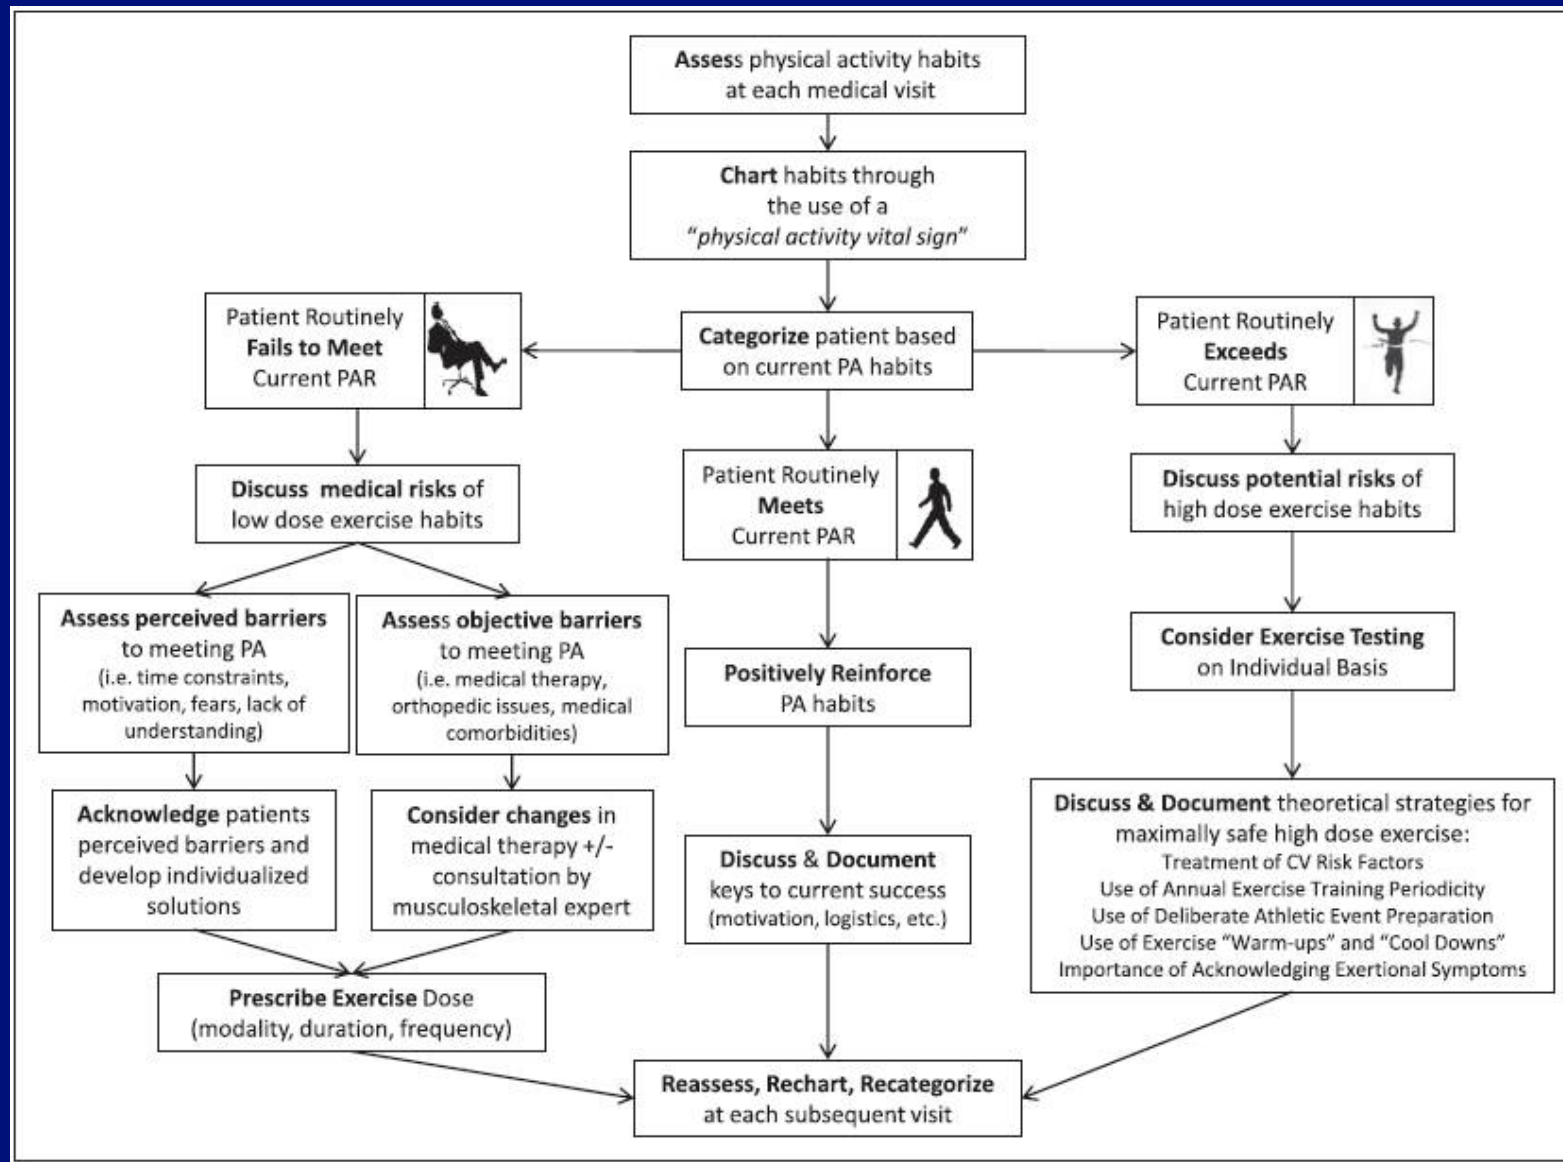 Assess physical activity habits
at each medical visit
Chart habits through
the use of a
"physical activity vital sign"
Patient Routinely
Fails to Meet
Current PAR
Categorize patient based
on current PA habits
Patient Routinely
Exceeds
Current PAR
Discuss medical risks of
low dose exercise habits
Patient Routinely
Meets
Current PAR
Discuss potential risks of
high dose exercise habits
Assess perceived barriers
to meeting PA
(i.e. time constraints,
motivation, fears, lack of
understanding)
Assess objective barriers
to meeting PA
(i.e. medical therapy,
orthopedic issues, medical
comorbidities)
Positively Reinforce
PA habits
Consider Exercise Testing
on Individual Basis
Acknowledge patients
perceived barriers and
develop individualized
solutions
Consider changes in
medical therapy +/-
consultation by
musculoskeletal expert
Discuss & Document
keys to current success
(motivation, logistics, etc.)
Discuss & Document theoretical strategies for
maximally safe high dose exercise:
Treatment of CV Risk Factors
Use of Annual Exercise Training Periodicity
Use of Deliberate Athletic Event Preparation
Use of Exercise "Warm-ups" and "Cool Downs"
Importance of Acknowledging Exertional Symptoms
Prescribe Exercise Dose
(modality, duration, frequency)
Reassess, Rechart, Recategorize
at each subsequent visit